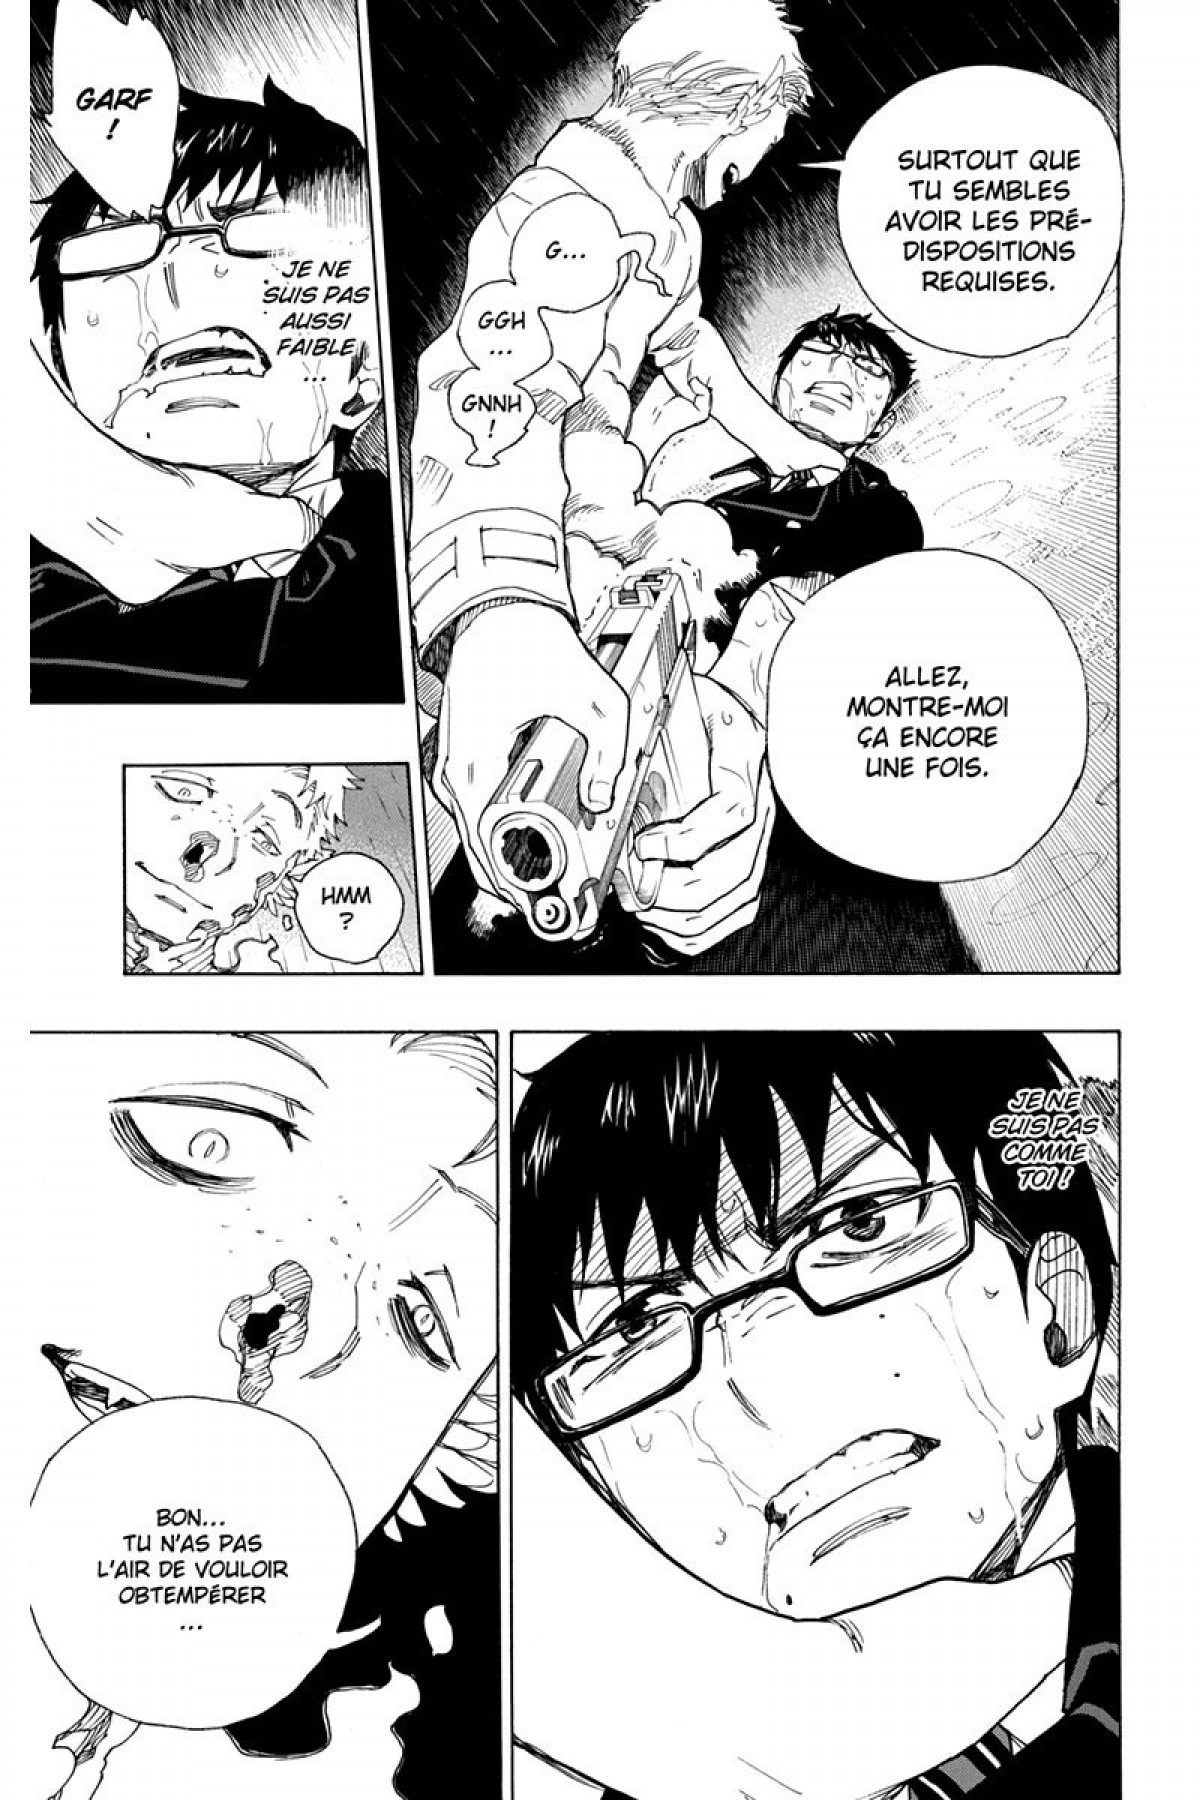 SURTOUT QUE
TU SEMBLES
AVOIR LES PRÉ-
DISPOSITIONS
REQUISES.
G...
GGH
...
GNNH
!
ALLEZ,
MONTRE-MOI
ÇA ENCORE
UNE FOIS.
GARF
!
JE NE
SUIS PAS
AUSSI
FAIBLE
...
HMM
?
JE NE
SUIS PAS
COMME
TOI !
BON...
TU N'AS PAS
L'AIR DE VOULOIR
OBTEMPÉRER
...